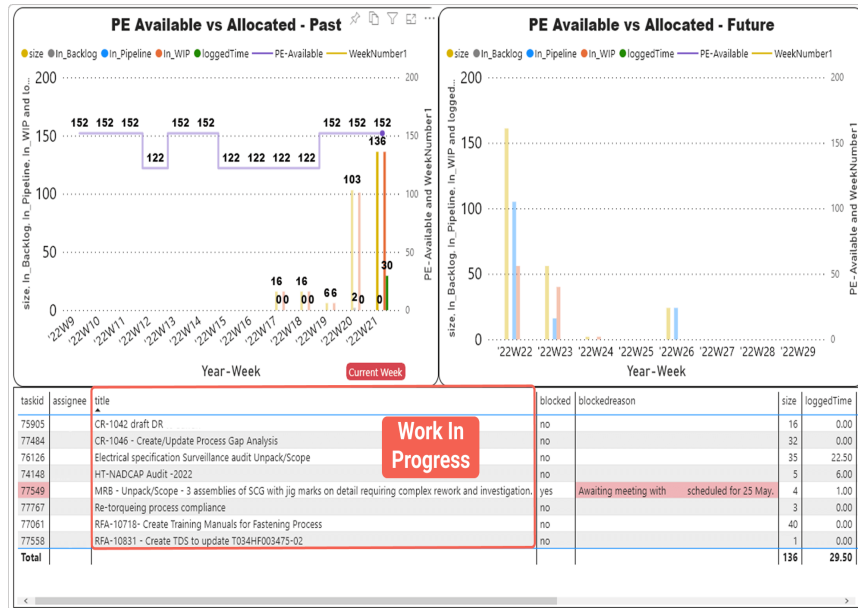 PE Available vs Allocated - Past
size In_Backlog In_Pipeline In_WIP loggedTime PE-Available WeekNumber1
size, In_Backlog, In_Pipeline, In_WIP and lo...
200
150
100
50
0
152 152 152 122 152 152 122 122 122 122 152 152 152
136
103
30
16 16
0 0 0 0 6 6 2 0 0
200
150
100
50
0
PE-Available and WeekNumber1
'22W9 '22W10 '22W11 '22W12 '22W13 '22W14 '22W15 '22W16 '22W17 '22W18 '22W19 '22W20 '22W21
Year-Week
Current Week
PE Available vs Allocated - Future
size In_Backlog In_Pipeline In_WIP loggedTime PE-Available WeekNumber1
size, In_Backlog, In_Pipeline, In_WIP and logged...
200
150
100
50
0
200
150
100
50
0
PE-Available and WeekNumber1
'22W22 '22W23 '22W24 '22W25 '22W26 '22W27 '22W28 '22W29
Year-Week
taskid assignee title blocked blockedreason size loggedTime
75905 CR-1042 draft DR no 16 0.00
77484 CR-1046 - Create/Update Process Gap Analysis no 32 0.00
76126 Electrical specification Surveillance audit Unpack/Scope no 35 22.50
74148 HT-NADCAP Audit -2022 no 5 6.00
77549 MRB - Unpack/Scope - 3 assemblies of SCG with jig marks on detail requiring complex rework and investigation. yes Awaiting meeting with scheduled for 25 May. 4 1.00
77767 Re-torqueing process compliance no 3 0.00
77061 RFA-10718- Create Training Manuals for Fastening Process no 40 0.00
77558 RFA-10831 - Create TDS to update T034HF003475-02 no 1 0.00
Total 136 29.50
Work In
Progress